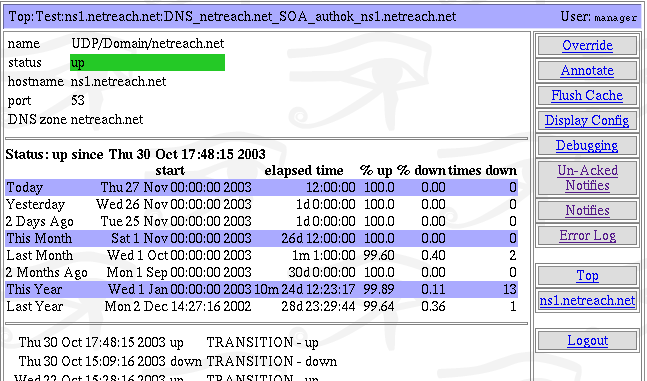 Top:Test:ns1.netreach.net:DNS_netreach.net_SOA_authok_ns1.netreach.net User: manager
name UDP/Domain/netreach.net
status up
hostname ns1.netreach.net
port 53
DNS zone netreach.net
Status: up since Thu 30 Oct 17:48:15 2003
start elapsed time % up % down times down
Today Thu 27 Nov 00:00:00 2003 12:00:00 100.0 0.00 0
Yesterday Wed 26 Nov 00:00:00 2003 1d 0:00:00 100.0 0.00 0
2 Days Ago Tue 25 Nov 00:00:00 2003 1d 0:00:00 100.0 0.00 0
This Month Sat 1 Nov 00:00:00 2003 26d 12:00:00 100.0 0.00 0
Last Month Wed 1 Oct 00:00:00 2003 1m 1:00:00 99.60 0.40 2
2 Months Ago Mon 1 Sep 00:00:00 2003 30d 0:00:00 100.0 0.00 0
This Year Wed 1 Jan 00:00:00 2003 10m 24d 12:23:17 99.89 0.11 13
Last Year Mon 2 Dec 14:27:16 2002 28d 23:29:44 99.64 0.36 1
Thu 30 Oct 17:48:15 2003 up TRANSITION - up
Thu 30 Oct 15:09:16 2003 down TRANSITION - down
Wed 22 Oct 15:28:16 2003 up TRANSITION - up
Override
Annotate
Flush Cache
Display Config
Debugging
Un-Acked
Notifies
Notifies
Error Log
Top
ns1.netreach.net
Logout